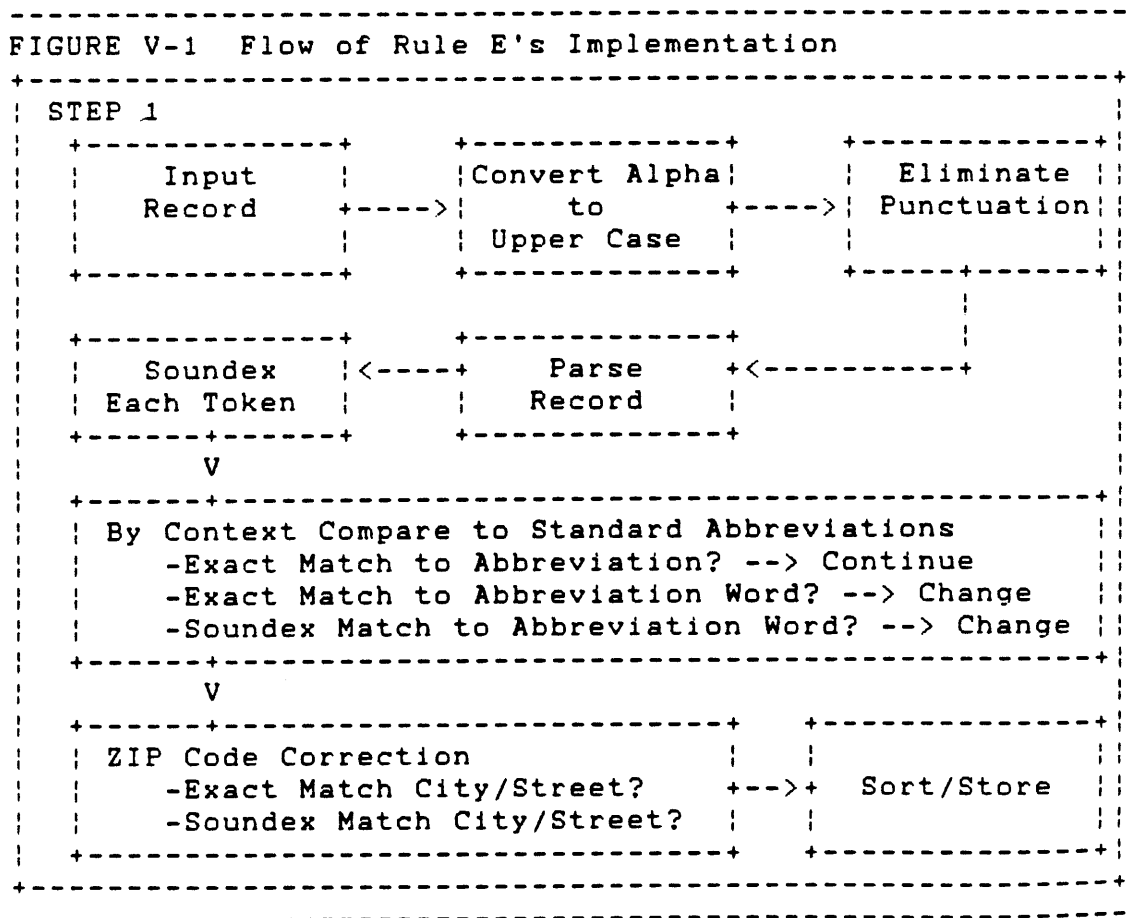 FIGURE V-1 Flow of Rule E's Implementation
STEP 1
Input
Record
Convert Alpha
to
Upper Case
Eliminate
Punctuation
Parse
Record
Soundex
Each Token
V
By Context Compare to Standard Abbreviations
-Exact Match to Abbreviation? --> Continue
-Exact Match to Abbreviation Word? --> Change
-Soundex Match to Abbreviation Word? --> Change
V
ZIP Code Correction
-Exact Match City/Street?
-Soundex Match City/Street?
Sort/Store